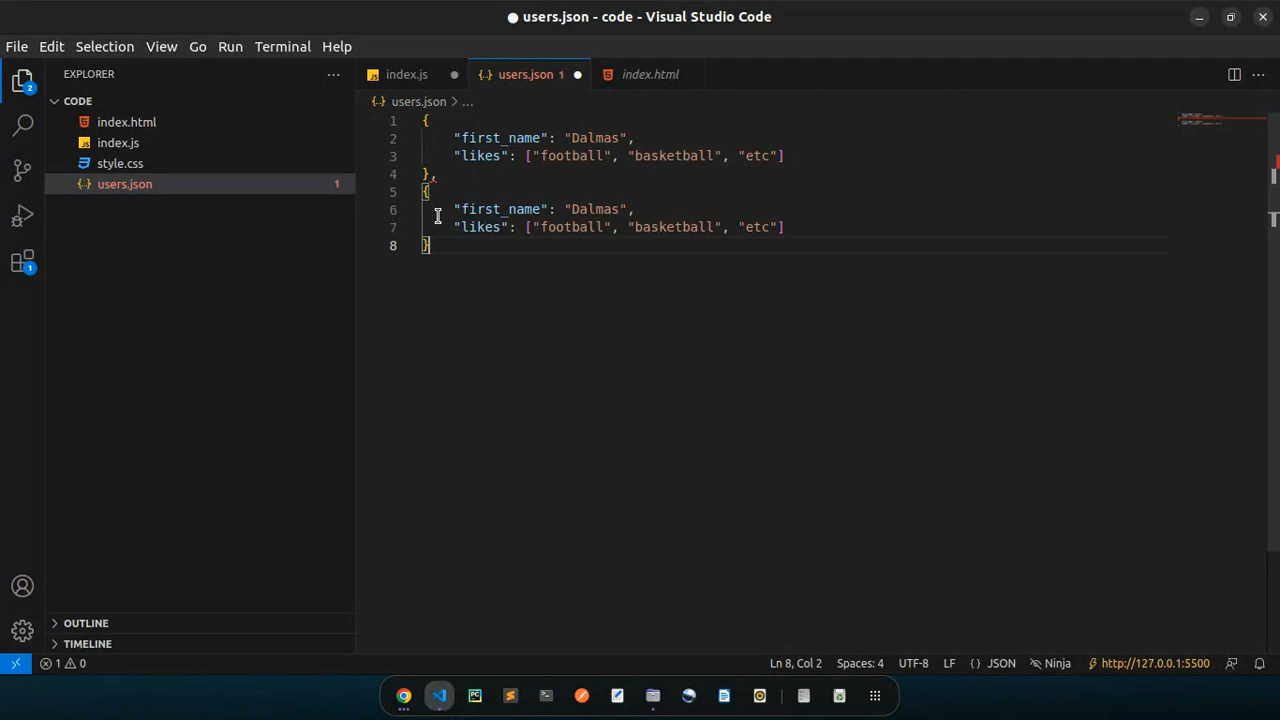 ● users.json - code - Visual Studio Code
File Edit Selection View Go Run Terminal Help
EXPLORER
index.js
users.json 1
index.html
CODE
users.json > ...
index.html
index.js
style.css
users.json 1
1 {
2 "first_name": "Dalmas",
3 "likes": ["football", "basketball", "etc"]
4 },
5 {
6 "first_name": "Dalmas",
7 "likes": ["football", "basketball", "etc"]
8 }
2
1
OUTLINE
TIMELINE
1 0 Ln 8, Col 2 Spaces: 4 UTF-8 LF { } JSON Ninja http://127.0.0.1:5500